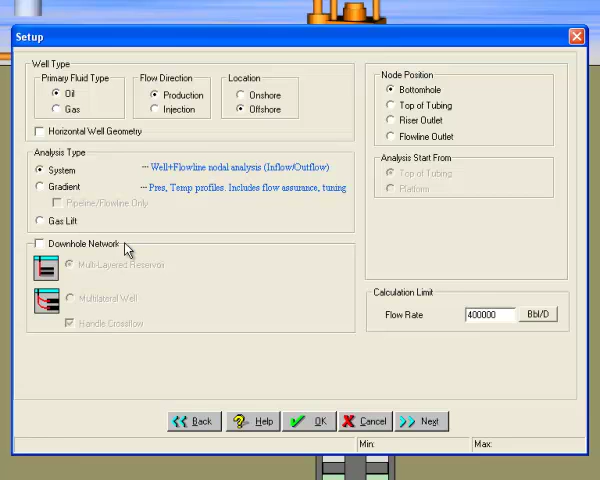 Setup
Well Type
Primary Fluid Type
Oil
Gas
Flow Direction
Production
Injection
Location
Onshore
Offshore
Horizontal Well Geometry
Analysis Type
System
--- Well+Flowline nodal analysis (Inflow/Outflow)
Gradient
--- Pres, Temp profiles. Includes flow assurance, tuning
Pipeline/Flowline Only
Gas Lift
Downhole Network
Multi-Layered Reservoir
Multilateral Well
Handle Crossflow
Node Position
Bottomhole
Top of Tubing
Riser Outlet
Flowline Outlet
Analysis Start From
Top of Tubing
Platform
Calculation Limit
Flow Rate
400000
Bbl/D
Back
Help
OK
Cancel
Next
Min:
Max: